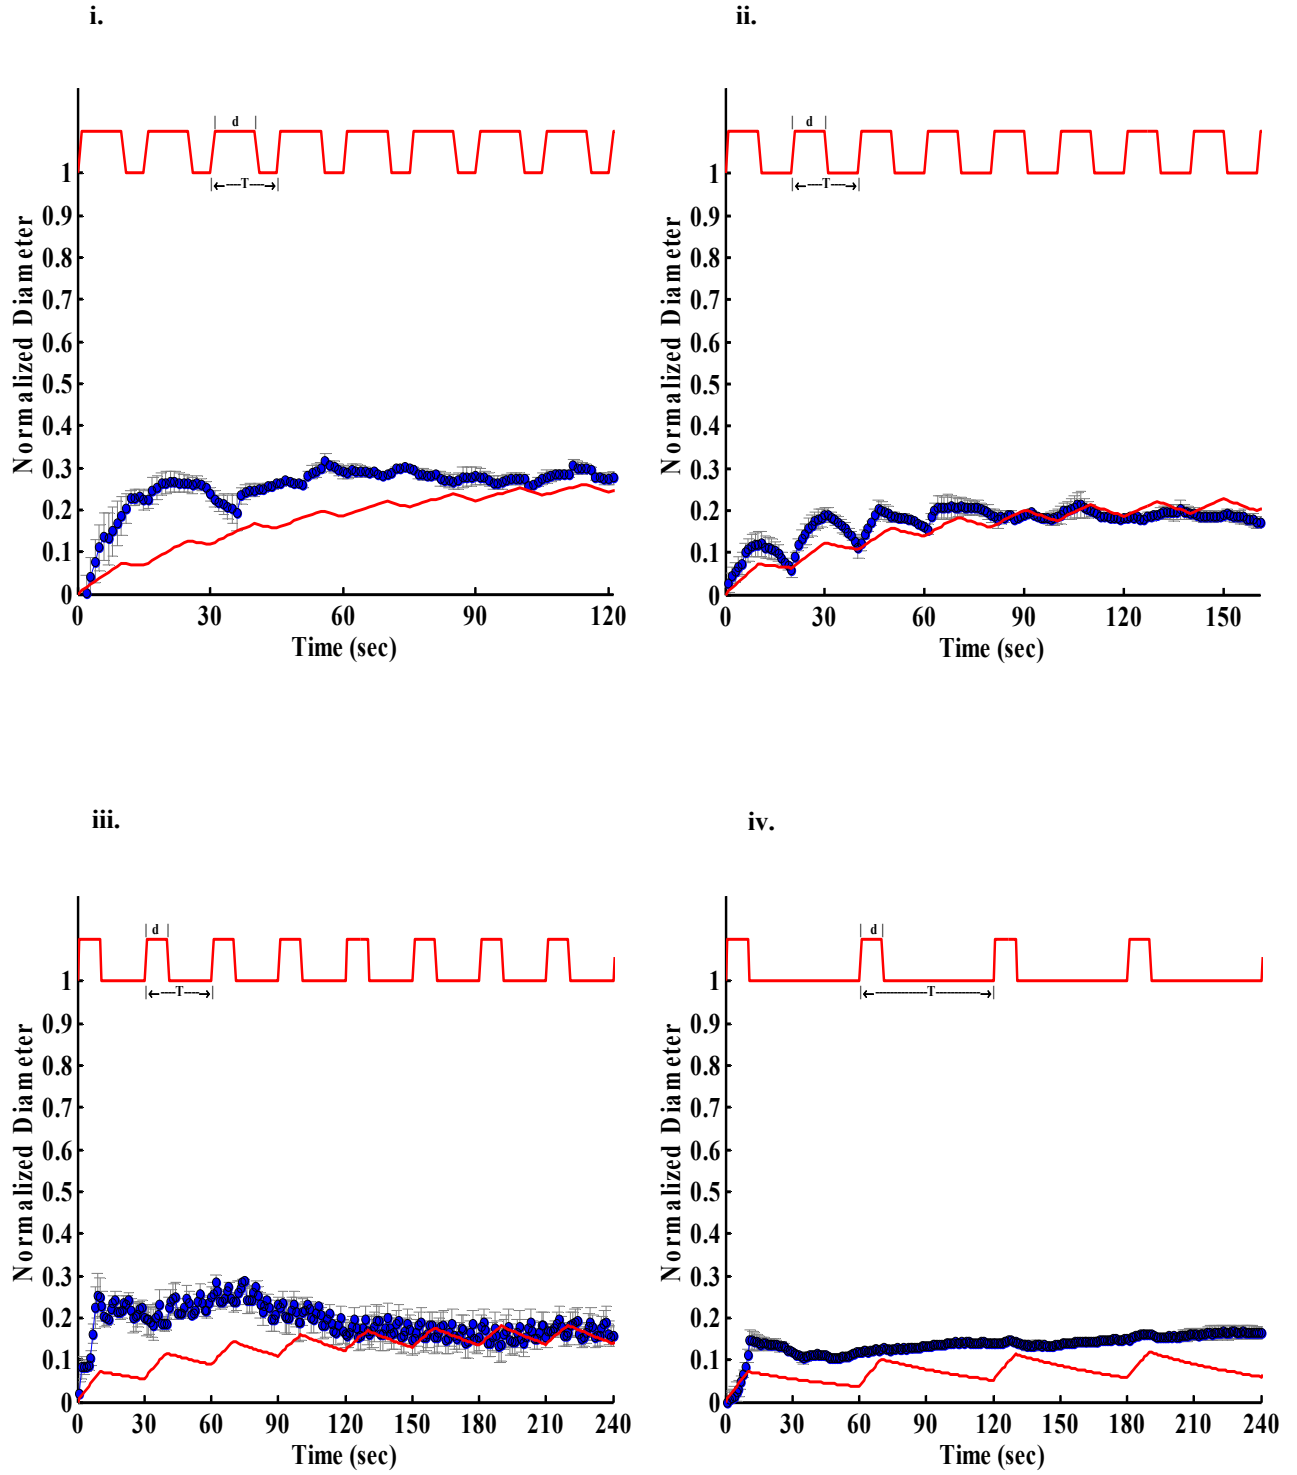 i.
ii.
| d |
| d |
|←----T----→|
|←----T----→|
1
0.9
0.8
0.7
0.6
0.5
0.4
0.3
0.2
0.1
0
Normalized Diameter
0 30 60 90 120
Time (sec)
1
0.9
0.8
0.7
0.6
0.5
0.4
0.3
0.2
0.1
0
Normalized Diameter
0 30 60 90 120 150
Time (sec)
iii.
iv.
| d |
| d |
|←----T----→|
|←-------------T-----------→|
1
0.9
0.8
0.7
0.6
0.5
0.4
0.3
0.2
0.1
0
Normalized Diameter
0 30 60 90 120 150 180 210 240
Time (sec)
1
0.9
0.8
0.7
0.6
0.5
0.4
0.3
0.2
0.1
0
Normalized Diameter
0 30 60 90 120 150 180 210 240
Time (sec)